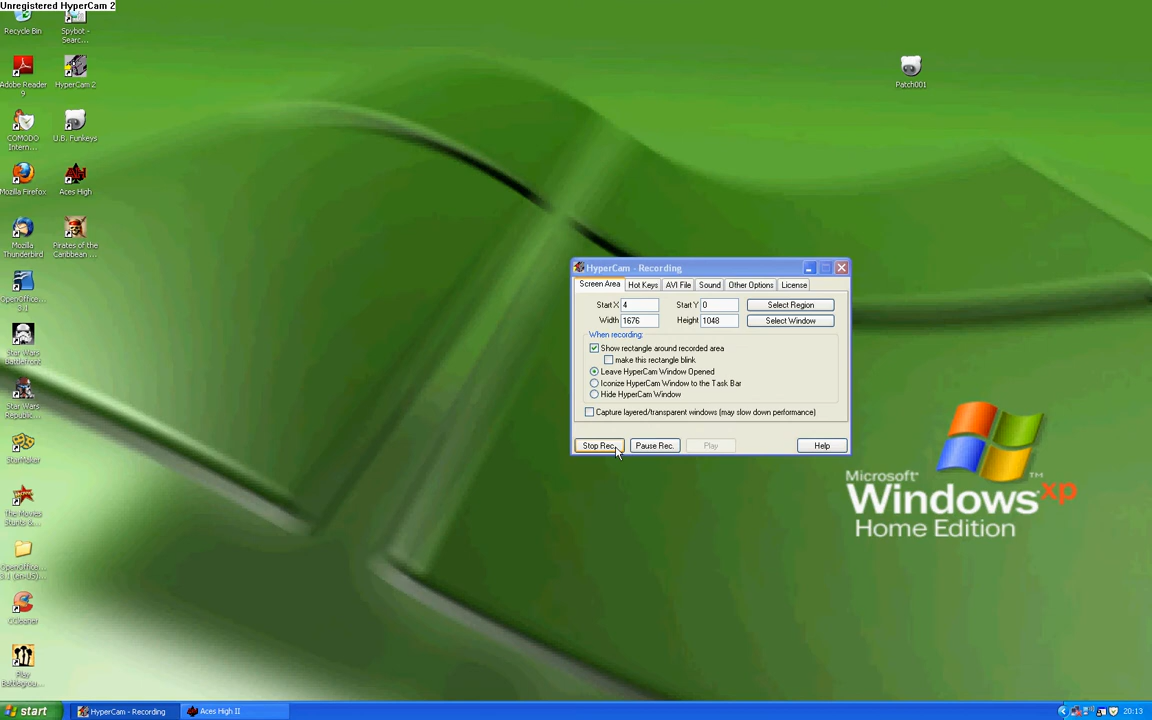 Unregistered HyperCam 2
Recycle Bin
Spybot -
Searc...
Adobe Reader
9
HyperCam 2
COMODO
Intern...
U.B. Funkeys
Mozilla Firefox
Aces High
Mozilla
Thunderbird
Pirates of the
Caribbean ...
OpenOffice...
3.1
Star Wars
Battlefront
Star Wars
Republic...
StarMaker
The Movies
Stunts &...
OpenOffice...
3.1 (en-US)...
CCleaner
Play
Battlegrou...
Patch001
HyperCam - Recording
Screen Area
Hot Keys
AVI File
Sound
Other Options
License
Start X 4
Start Y 0
Select Region
Width 1676
Height 1048
Select Window
When recording:
Show rectangle around recorded area
make this rectangle blink
Leave HyperCam Window Opened
Iconize HyperCam Window to the Task Bar
Hide HyperCam Window
Capture layered/transparent windows (may slow down performance)
Stop Rec.
Pause Rec.
Play
Help
Microsoft®
Windows xp
™
Home Edition
start
HyperCam - Recording
Aces High II
20:13